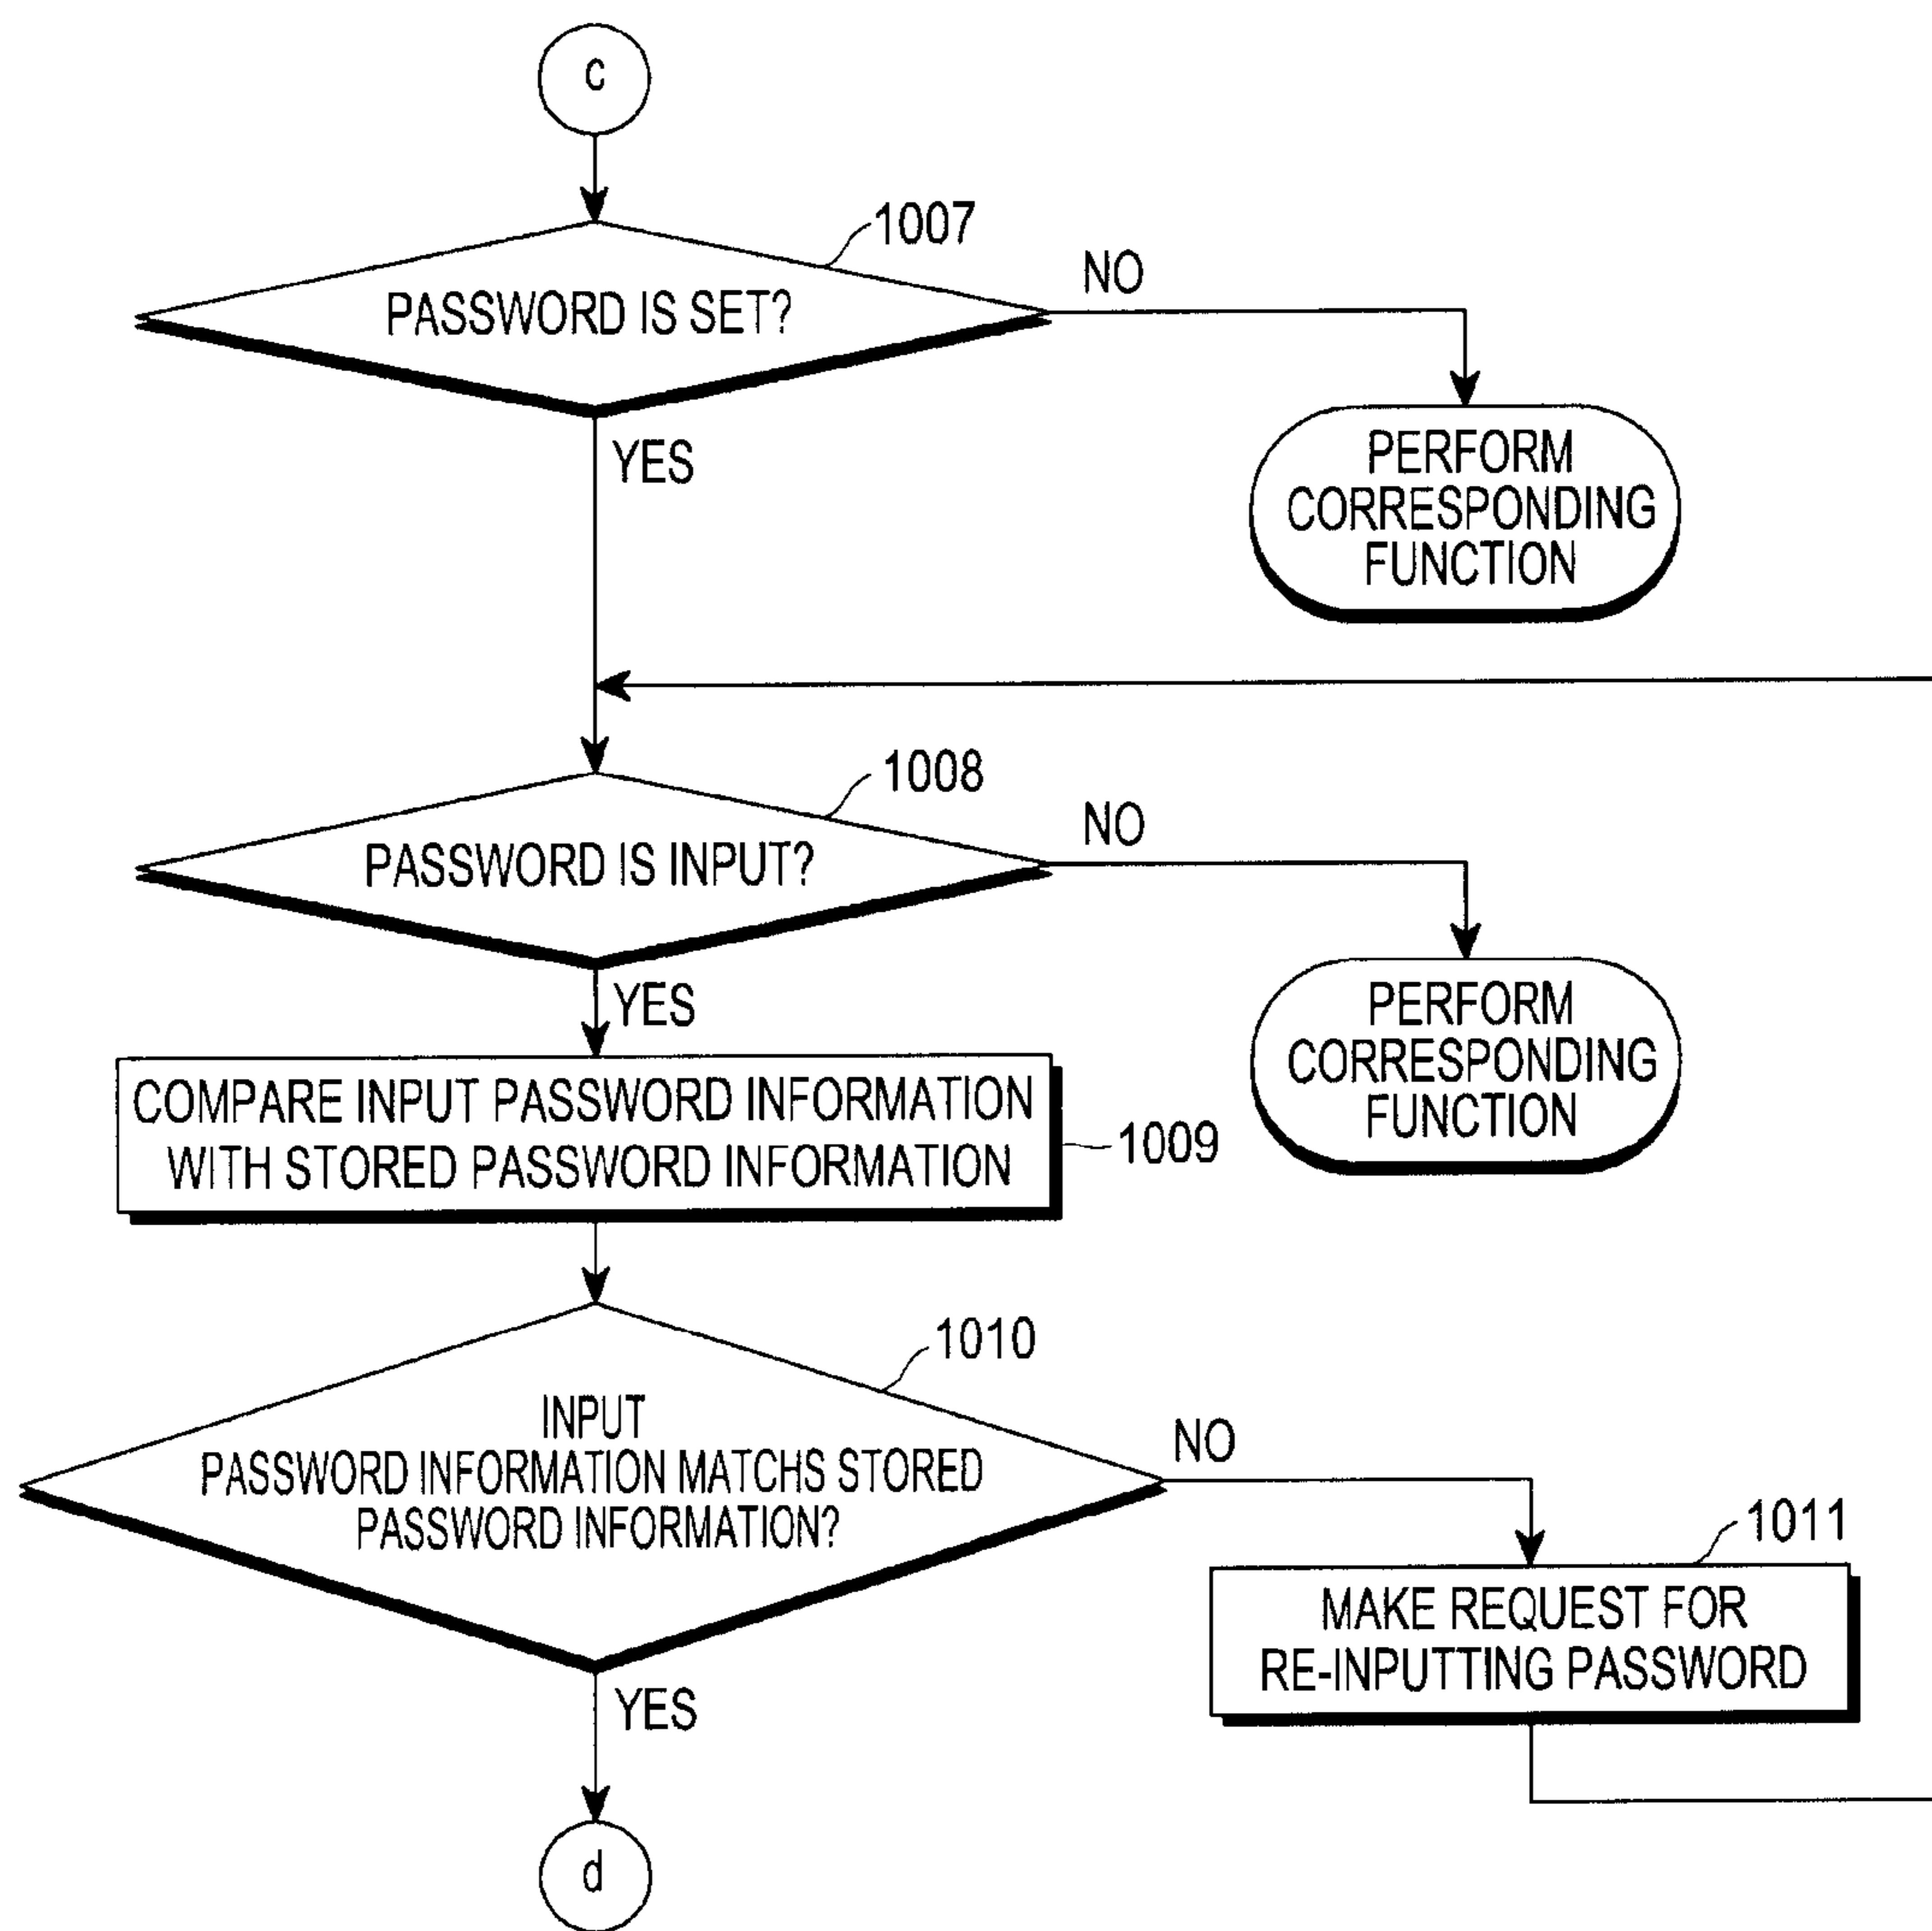 c
1007
PASSWORD IS SET?
NO
YES
PERFORM
CORRESPONDING
FUNCTION
1008
PASSWORD IS INPUT?
NO
YES
PERFORM
CORRESPONDING
FUNCTION
COMPARE INPUT PASSWORD INFORMATION
WITH STORED PASSWORD INFORMATION
1009
1010
INPUT
PASSWORD INFORMATION MATCHS STORED
PASSWORD INFORMATION?
NO
YES
1011
MAKE REQUEST FOR
RE-INPUTTING PASSWORD
d